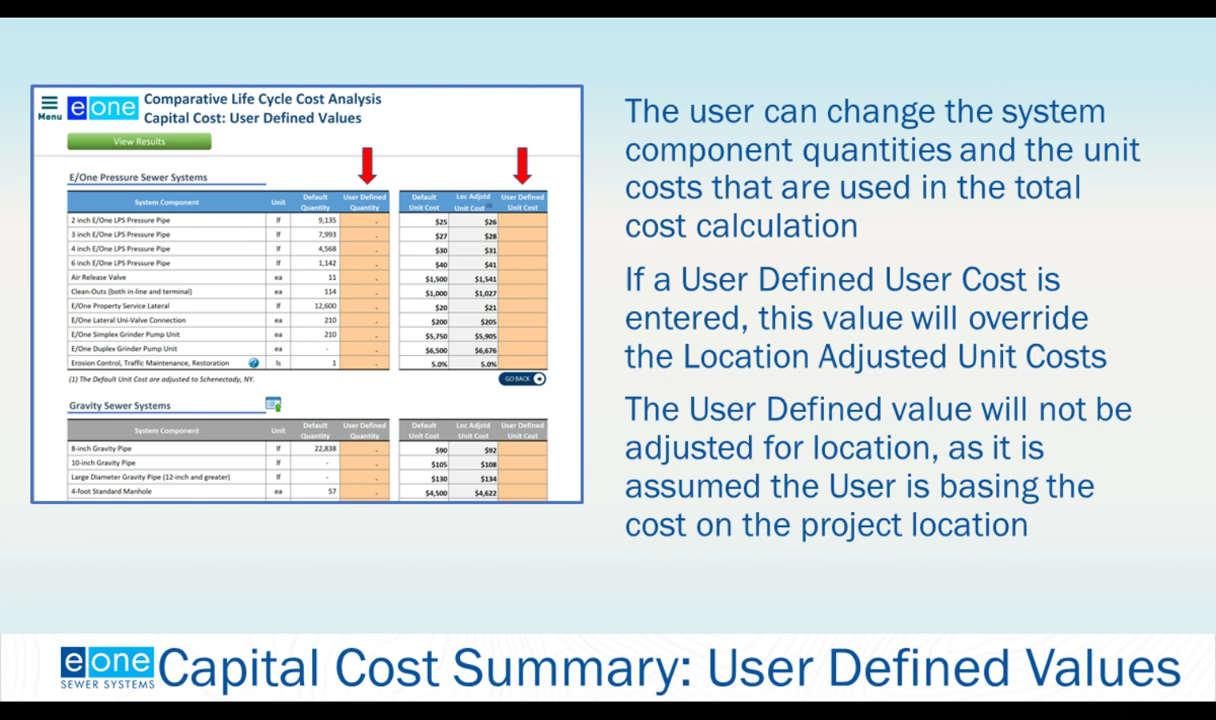 Menu
eone
Comparative Life Cycle Cost Analysis
Capital Cost: User Defined Values
View Results
E/One Pressure Sewer Systems
System Component Unit Default Quantity User Defined Quantity Default Unit Cost Loc Adjstd Unit Cost User Defined Unit Cost
2 inch E/One LPS Pressure Pipe lf 9,135 - $25 $26
3 inch E/One LPS Pressure Pipe lf 7,993 - $27 $28
4 inch E/One LPS Pressure Pipe lf 4,568 - $30 $31
6 inch E/One LPS Pressure Pipe lf 1,142 - $40 $41
Air Release Valve ea 11 - $1,500 $1,541
Clean-Outs (both in-line and terminal) ea 114 - $1,000 $1,027
E/One Property Service Lateral lf 12,600 - $20 $21
E/One Lateral Uni-Valve Connection ea 210 - $200 $205
E/One Simplex Grinder Pump Unit ea 210 - $5,750 $5,905
E/One Duplex Grinder Pump Unit ea - - $6,500 $6,676
Erosion Control, Traffic Maintenance, Restoration ? ls 1 - 5.0% 5.0%
(1) The Default Unit Cost are adjusted to Schenectady, NY.
GO BACK
Gravity Sewer Systems
System Component Unit Default Quantity User Defined Quantity Default Unit Cost Loc Adjstd Unit Cost User Defined Unit Cost
8-inch Gravity Pipe lf 22,838 - $90 $92
10-inch Gravity Pipe lf - - $105 $108
Large Diameter Gravity Pipe (12-inch and greater) lf - - $130 $134
4-foot Standard Manhole ea 57 - $4,500 $4,622
The user can change the system
component quantities and the unit
costs that are used in the total
cost calculation
If a User Defined User Cost is
entered, this value will override
the Location Adjusted Unit Costs
The User Defined value will not be
adjusted for location, as it is
assumed the User is basing the
cost on the project location
eone
SEWER SYSTEMS
Capital Cost Summary: User Defined Values